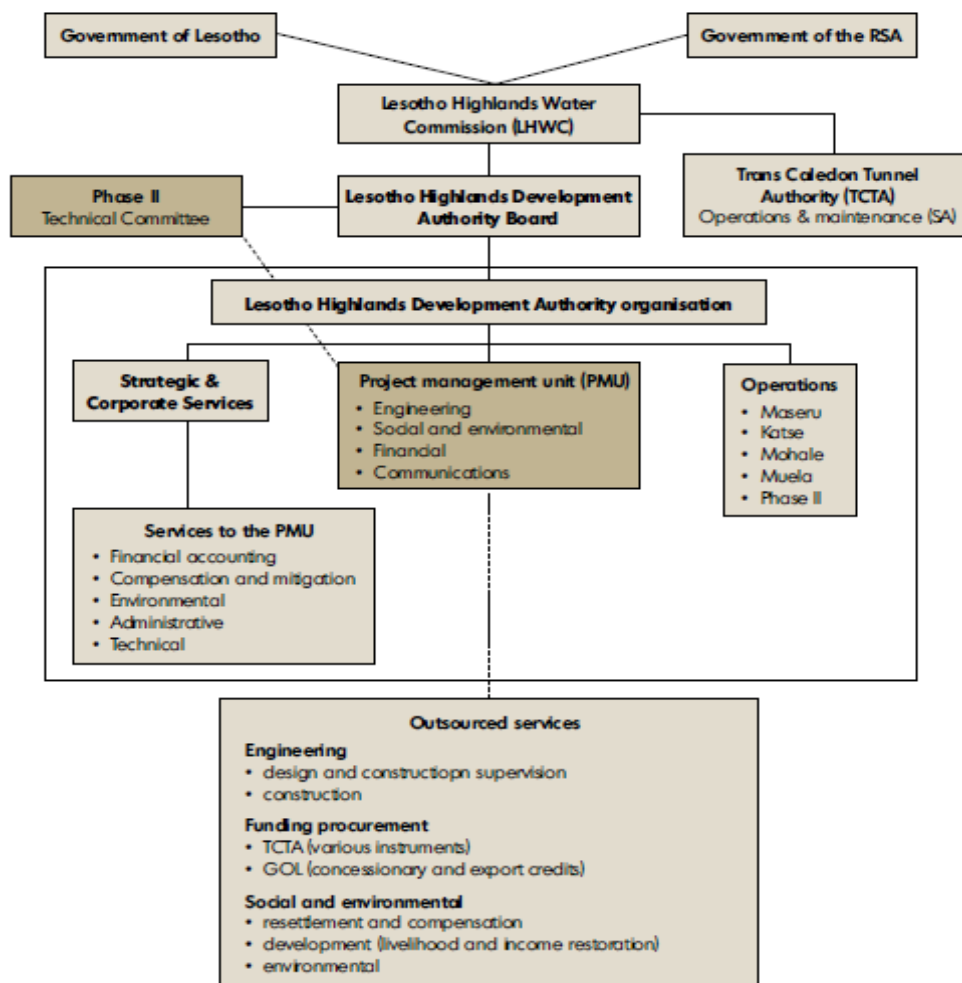 Government of Lesotho
Government of the RSA
Lesotho Highlands Water
Commission (LHWC)
Phase II
Technical Committee
Lesotho Highlands Development
Authority Board
Trans Caledon Tunnel
Authority (TCTA)
Operations & maintenance (SA)
Lesotho Highlands Development Authority organisation
Strategic &
Corporate Services
Project management unit (PMU)
• Engineering
• Social and environmental
• Financial
• Communications
Operations
• Maseru
• Katse
• Mohale
• Muela
• Phase II
Services to the PMU
• Financial accounting
• Compensation and mitigation
• Environmental
• Administrative
• Technical
Outsourced services
Engineering
• design and constructiopn supervision
• construction
Funding procurement
• TCTA (various instruments)
• GOL (concessionary and export credits)
Social and environmental
• resettlement and compensation
• development (livelihood and income restoration)
• environmental